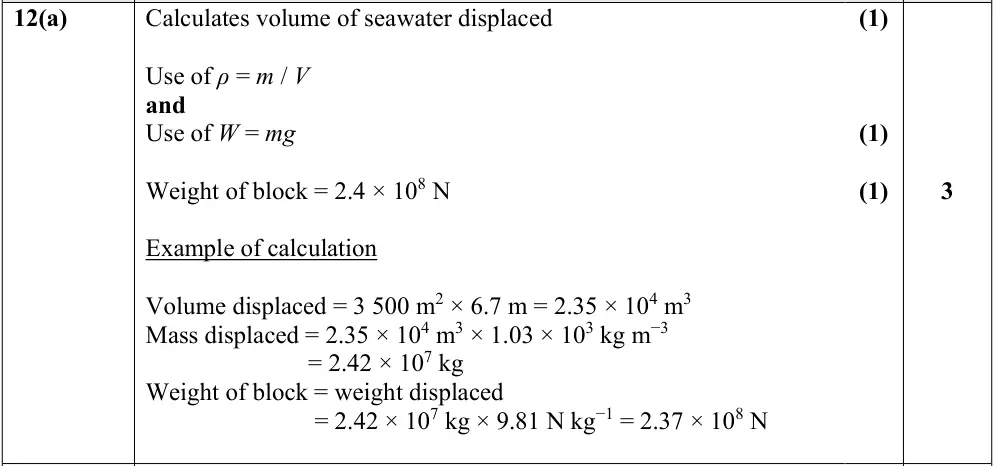 12(a) Calculates volume of seawater displaced (1)
Use of ρ = m / V
and
Use of W = mg (1)
Weight of block = 2.4 × 10⁸ N (1) 3
Example of calculation
Volume displaced = 3 500 m² × 6.7 m = 2.35 × 10⁴ m³
Mass displaced = 2.35 × 10⁴ m³ × 1.03 × 10³ kg m⁻³
= 2.42 × 10⁷ kg
Weight of block = weight displaced
= 2.42 × 10⁷ kg × 9.81 N kg⁻¹ = 2.37 × 10⁸ N